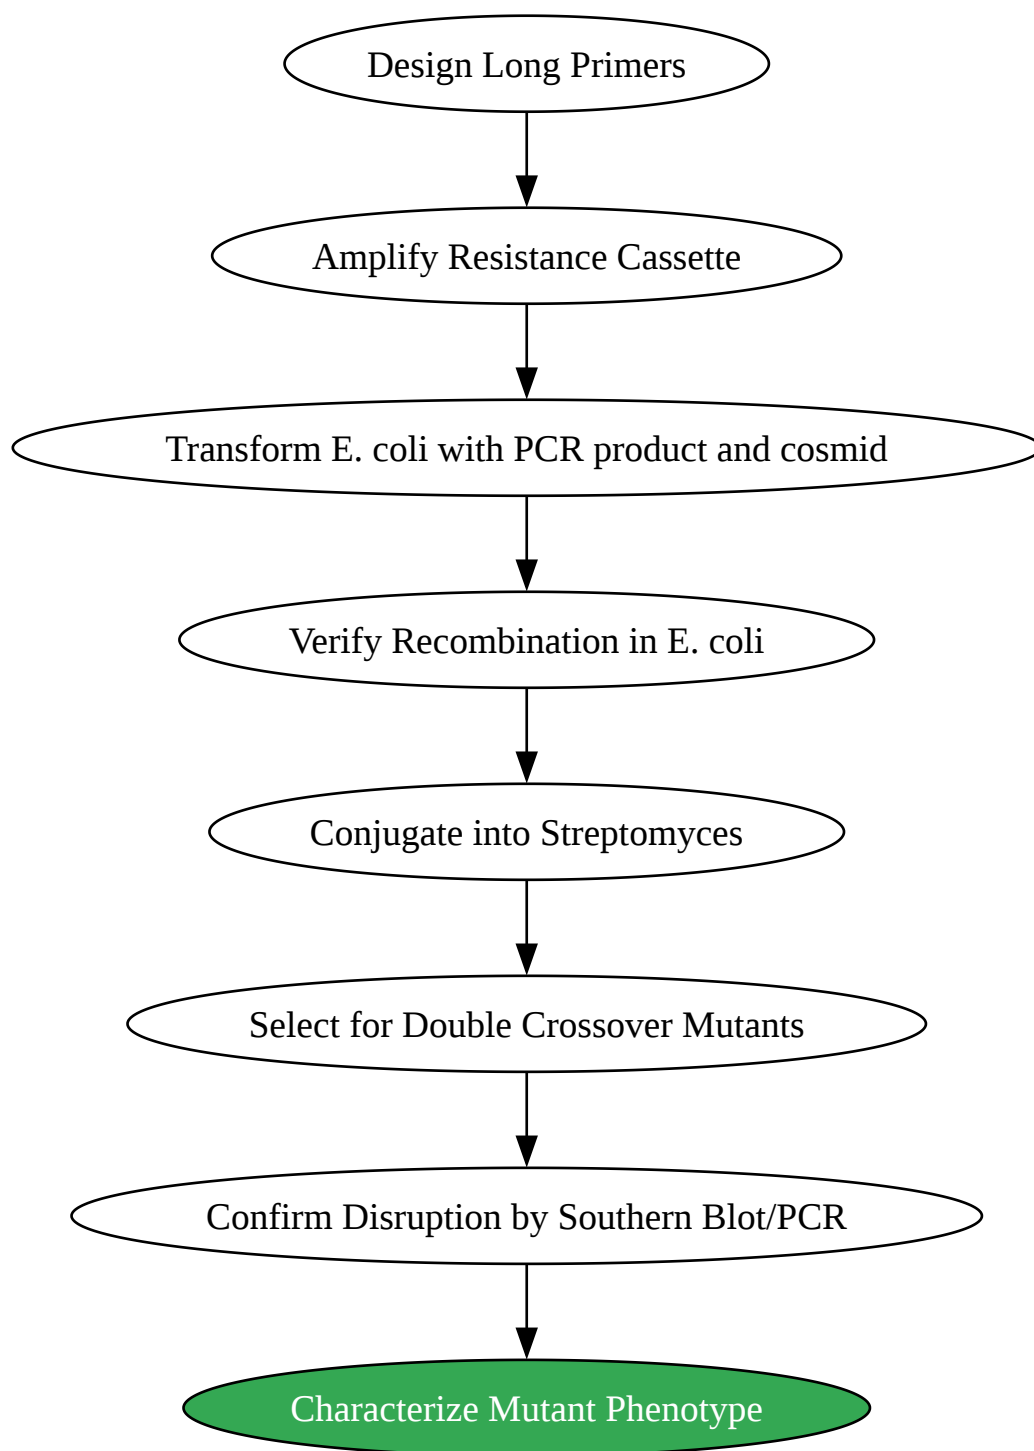 Design Long Primers
Amplify Resistance Cassette
Transform E. coli with PCR product and cosmid
Verify Recombination in E. coli
Conjugate into Streptomyces
Select for Double Crossover Mutants
Confirm Disruption by Southern Blot/PCR
Characterize Mutant Phenotype